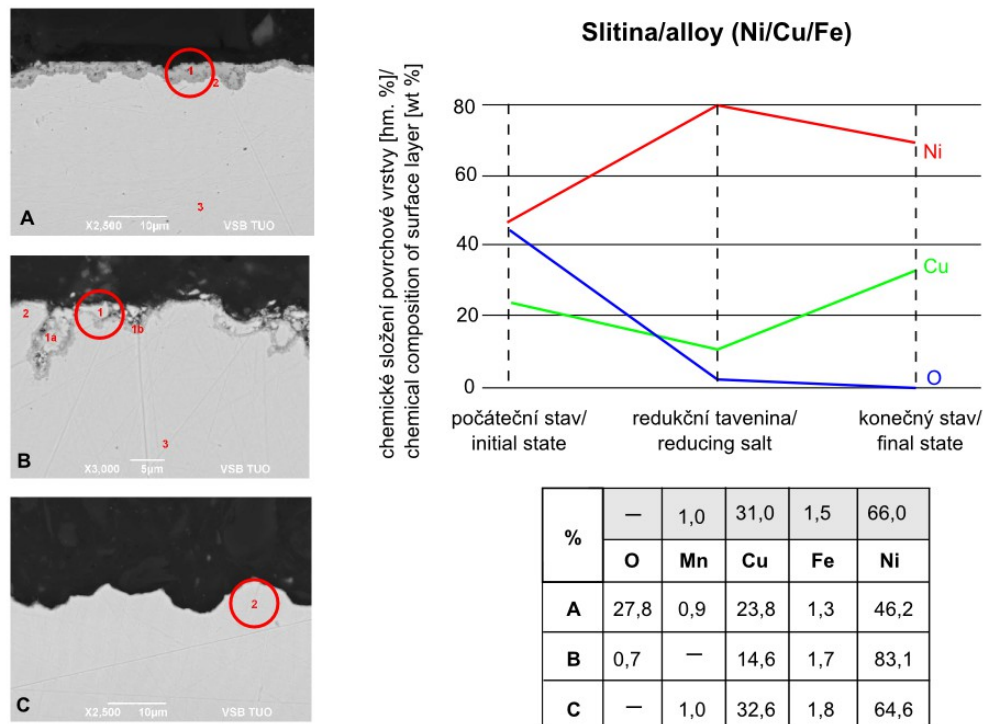 1
2
3
A
X2,500 10µm VSB TUO
2
1
1a
1b
3
B
X3,000 5µm VSB TUO
2
C
X2,500 10µm VSB TUO
Slitina/alloy (Ni/Cu/Fe)
chemické složení povrchové vrstvy [hm. %]/
chemical composition of surface layer [wt %]
80
60
40
20
0
Ni
Cu
O
počáteční stav/
initial state
redukční tavenina/
reducing salt
konečný stav/
final state
% — 1,0 31,0 1,5 66,0
O Mn Cu Fe Ni
A 27,8 0,9 23,8 1,3 46,2
B 0,7 — 14,6 1,7 83,1
C — 1,0 32,6 1,8 64,6